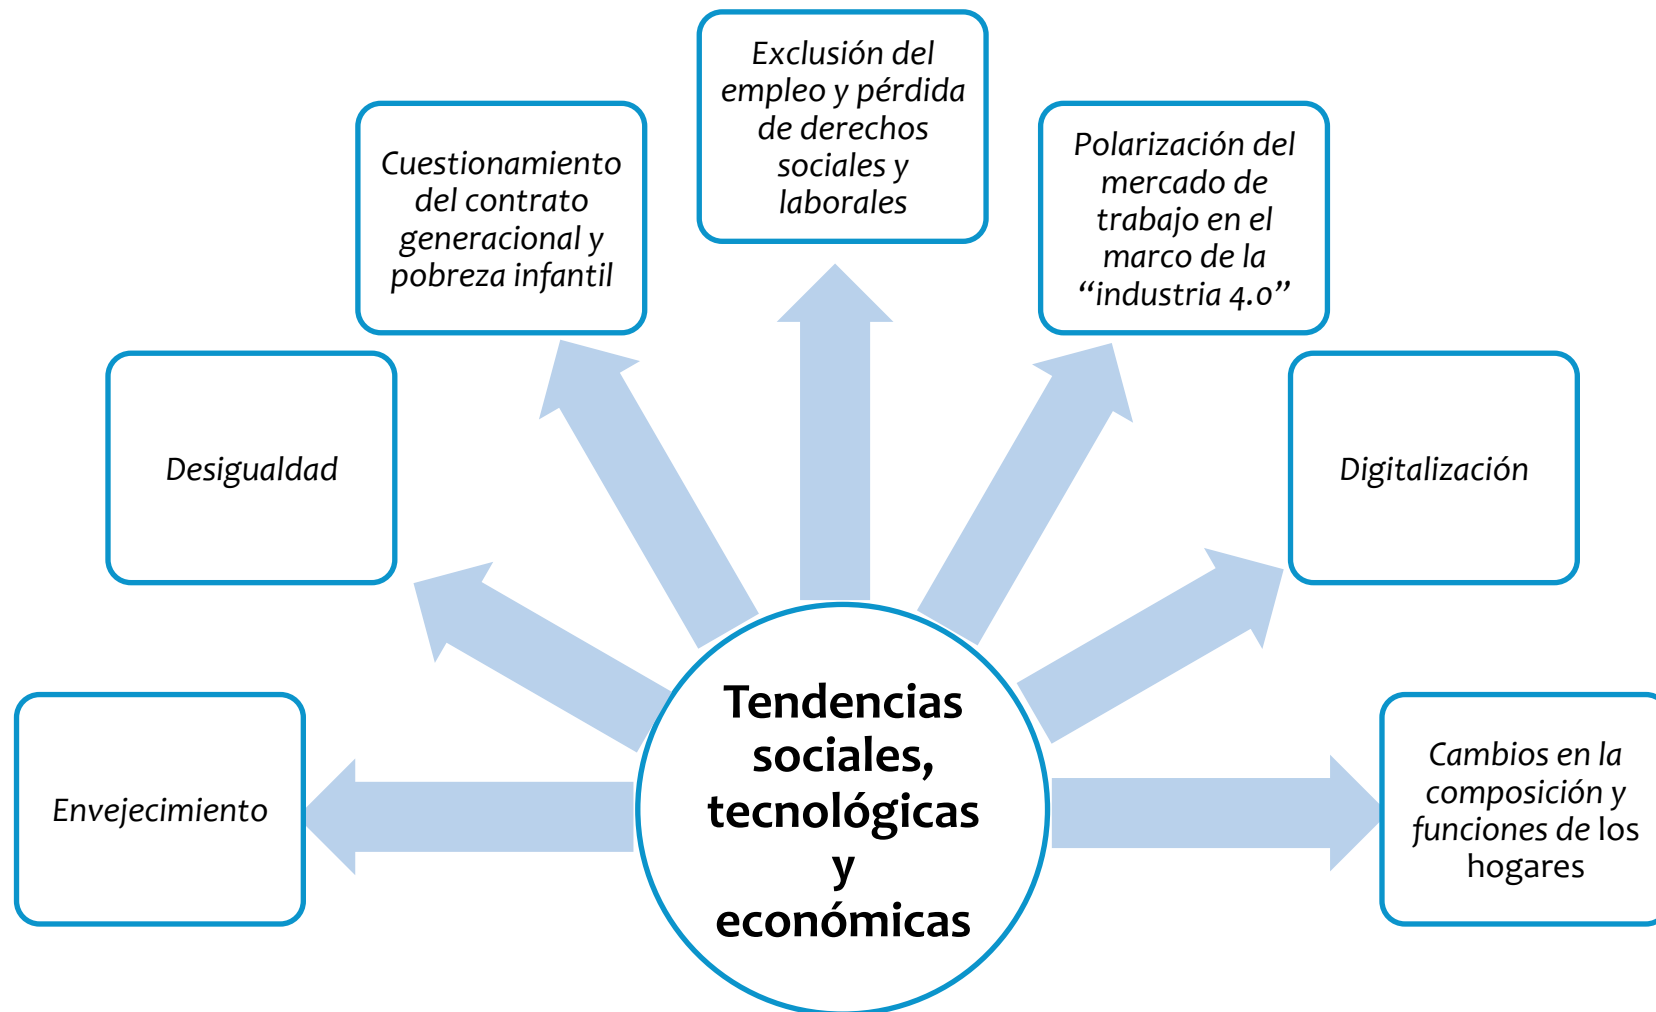 Exclusión del
empleo y pérdida
de derechos
sociales y
laborales
Cuestionamiento
del contrato
generacional y
pobreza infantil
Polarización del
mercado de
trabajo en el
marco de la
“industria 4.0”
Desigualdad
Digitalización
Envejecimiento
Tendencias
sociales,
tecnológicas
y
económicas
Cambios en la
composición y
funciones de los
hogares